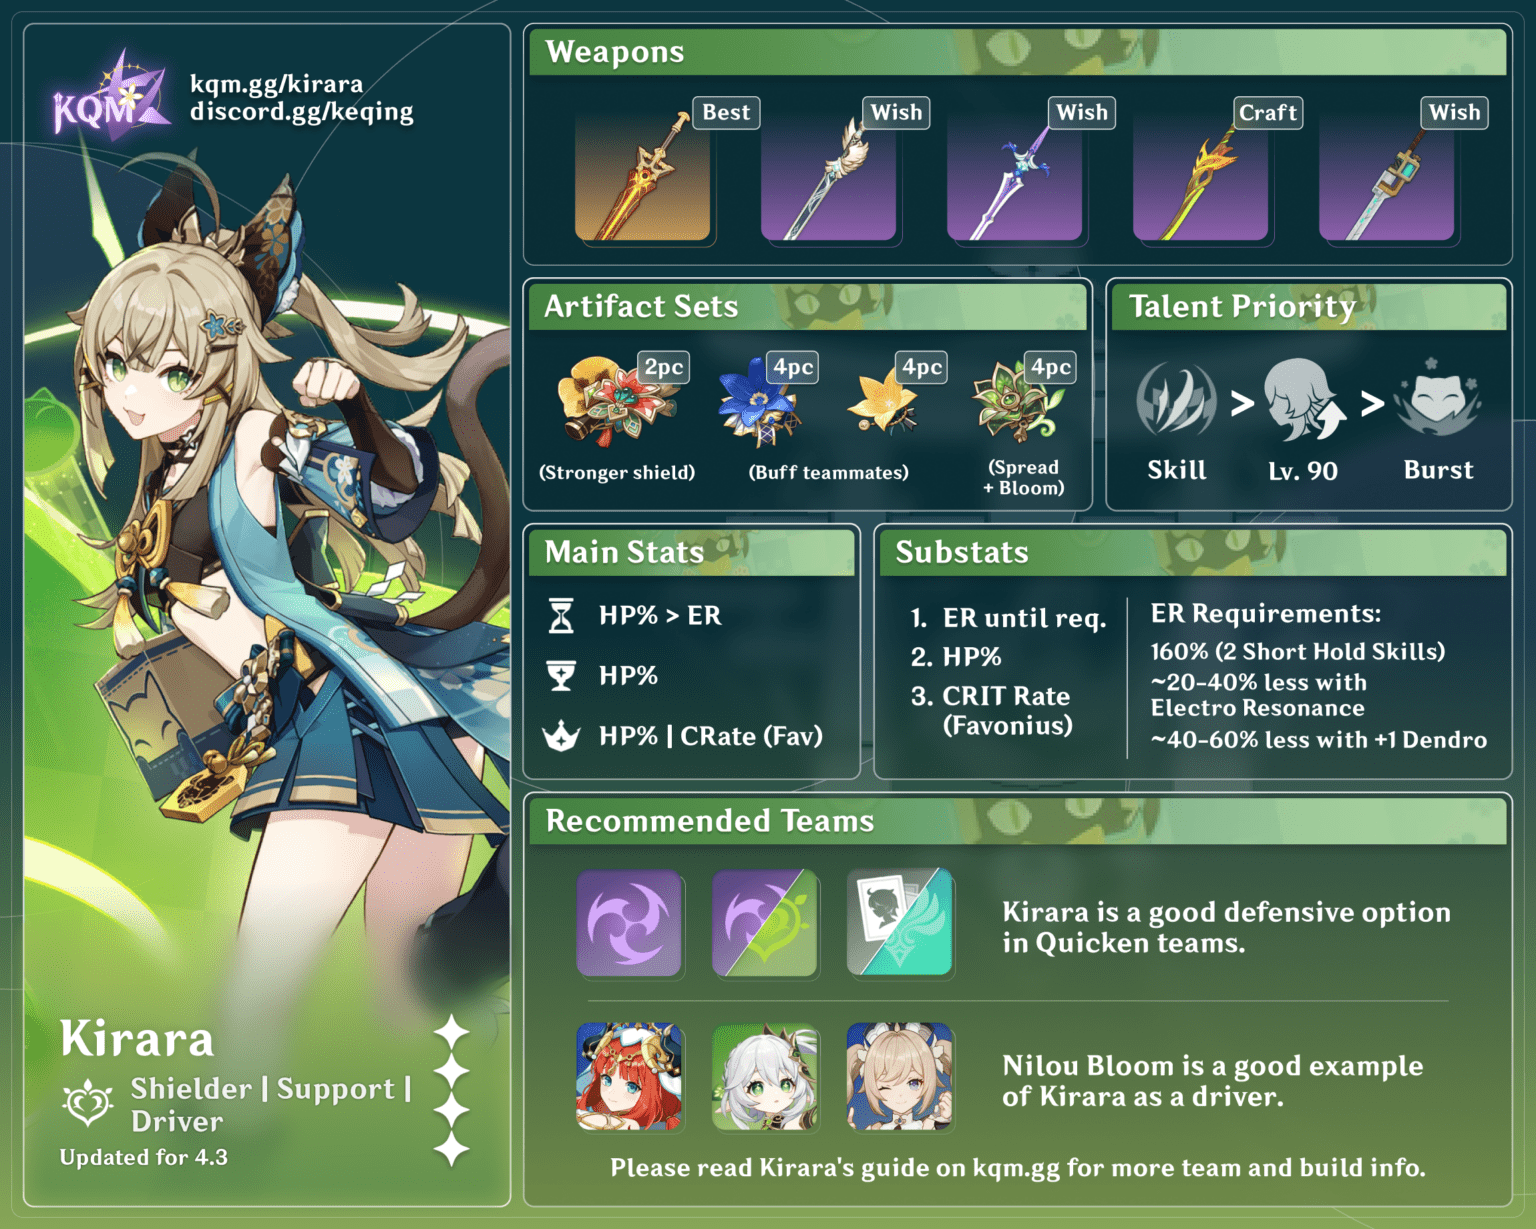 KQM
kqm.gg/kirara
discord.gg/keqing
Kirara
Shielder | Support |
Driver
Updated for 4.3
Weapons
Best
Wish
Wish
Craft
Wish
Artifact Sets
2pc
4pc
4pc
4pc
(Stronger shield)
(Buff teammates)
(Spread
+ Bloom)
Talent Priority
> >
Skill
Lv. 90
Burst
Main Stats
HP% > ER
HP%
HP% | CRate (Fav)
Substats
1. ER until req.
2. HP%
3. CRIT Rate
(Favonius)
ER Requirements:
160% (2 Short Hold Skills)
~20-40% less with
Electro Resonance
~40-60% less with +1 Dendro
Recommended Teams
Kirara is a good defensive option
in Quicken teams.
Nilou Bloom is a good example
of Kirara as a driver.
Please read Kirara's guide on kqm.gg for more team and build info.